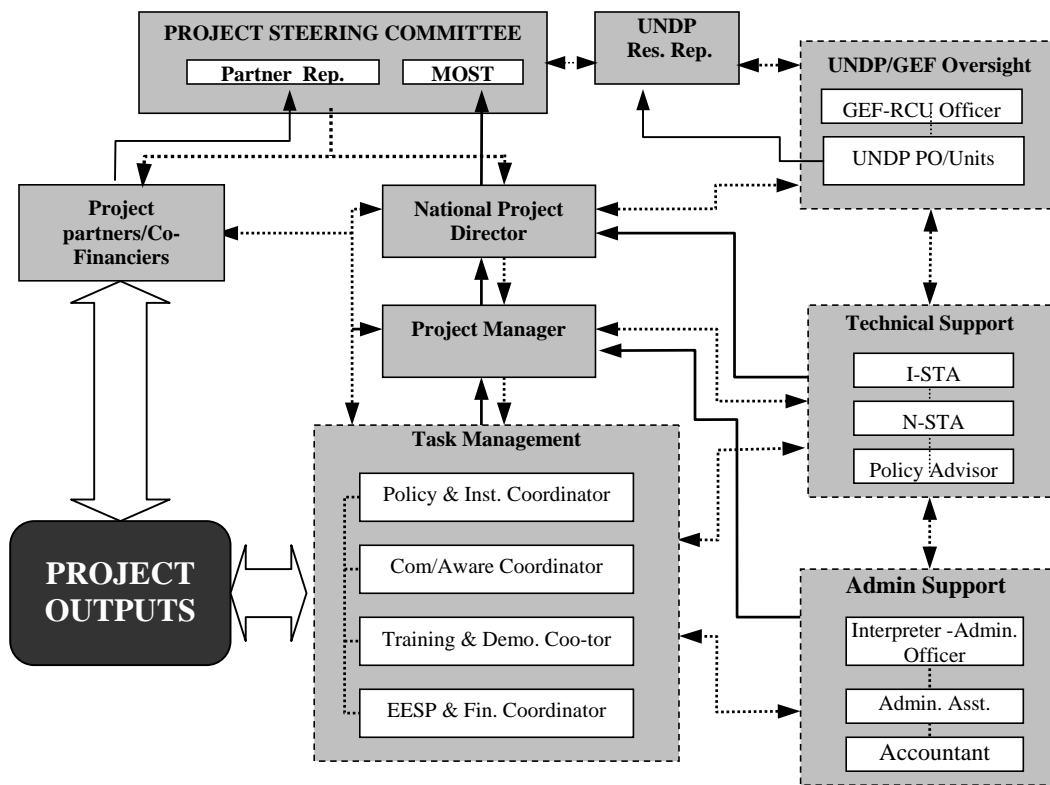 PROJECT STEERING COMMITTEE
Partner Rep.
MOST
UNDP
Res. Rep.
UNDP/GEF Oversight
GEF-RCU Officer
UNDP PO/Units
Project
partners/Co-
Financiers
National Project
Director
Project Manager
Technical Support
I-STA
N-STA
Policy Advisor
Task Management
Policy & Inst. Coordinator
Com/Aware Coordinator
Training & Demo. Coo-tor
EESP & Fin. Coordinator
PROJECT
OUTPUTS
Admin Support
Interpreter -Admin.
Officer
Admin. Asst.
Accountant